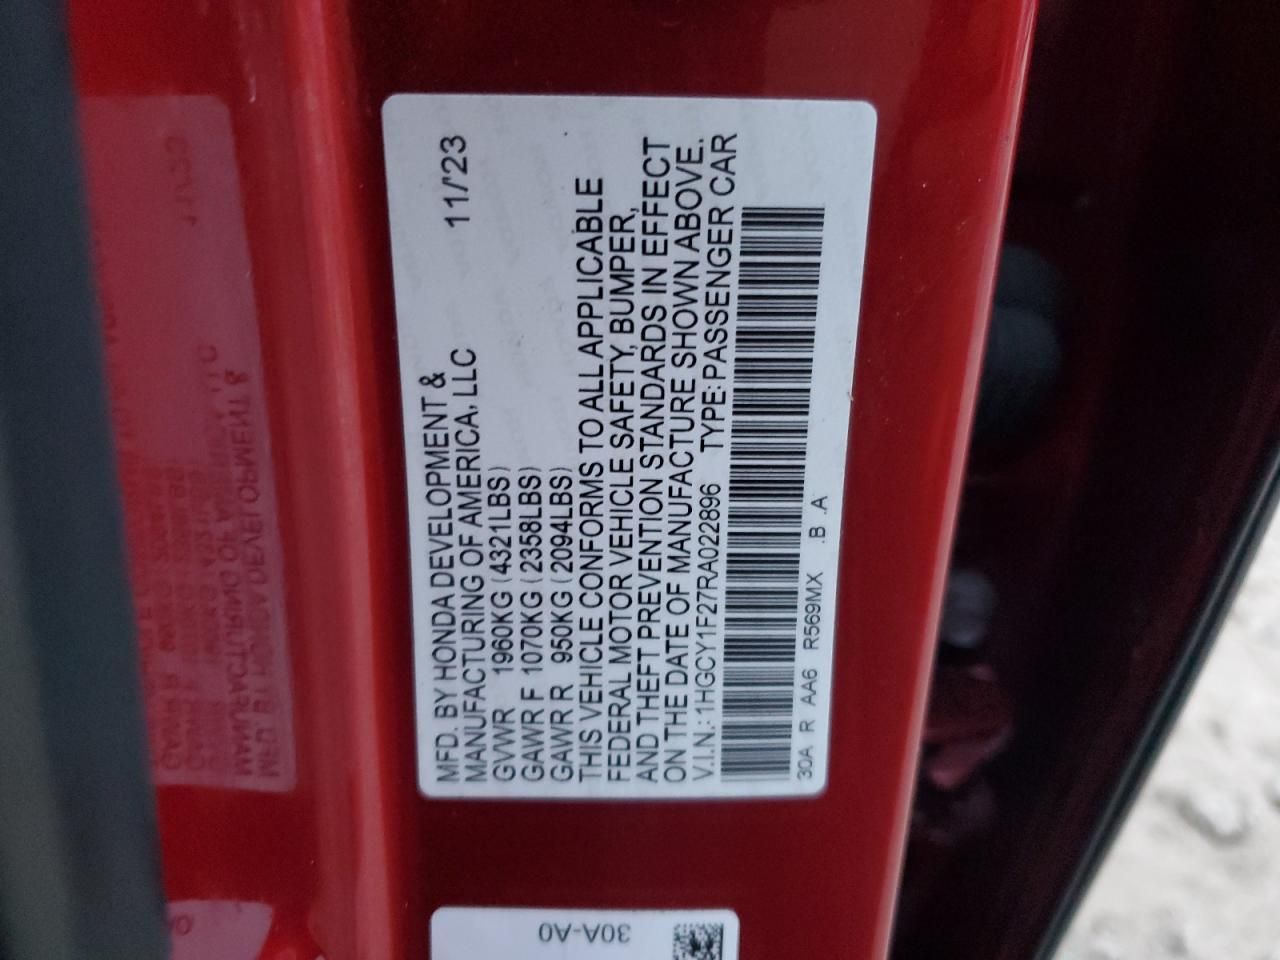 MFD. BY HONDA DEVELOPMENT &
MANUFACTURING OF AMERICA, LLC 11/23
GVWR 1960KG (4321LBS)
GAWR F 1070KG (2358LBS)
GAWR R 950KG (2094LBS)
THIS VEHICLE CONFORMS TO ALL APPLICABLE
FEDERAL MOTOR VEHICLE SAFETY, BUMPER,
AND THEFT PREVENTION STANDARDS IN EFFECT
ON THE DATE OF MANUFACTURE SHOWN ABOVE.
V.I.N.: 1HGCY1F27RA022896 TYPE: PASSENGER CAR
30A R AA6 R569MX .B .A
30A-A0